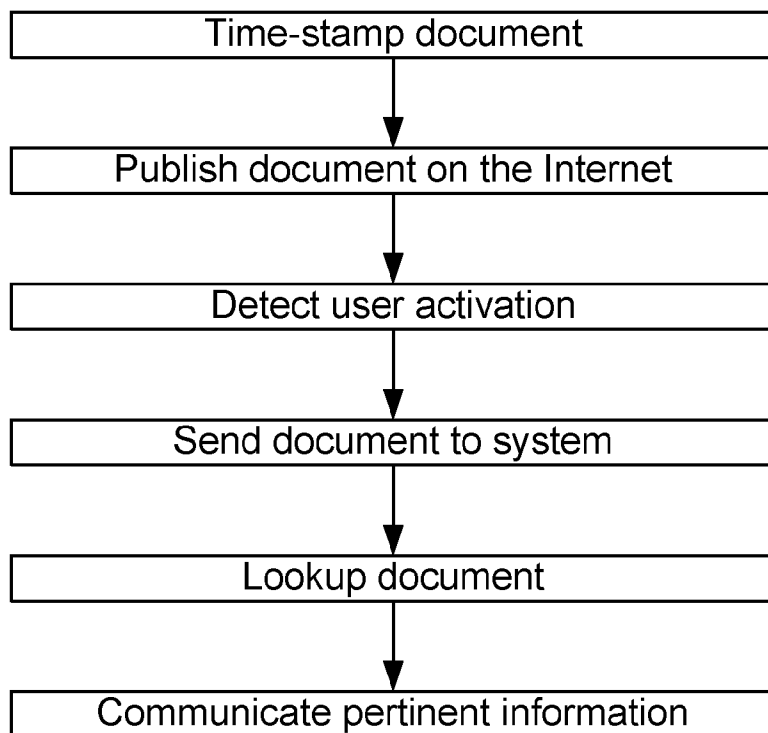 Time-stamp document
Publish document on the Internet
Detect user activation
Send document to system
Lookup document
Communicate pertinent information